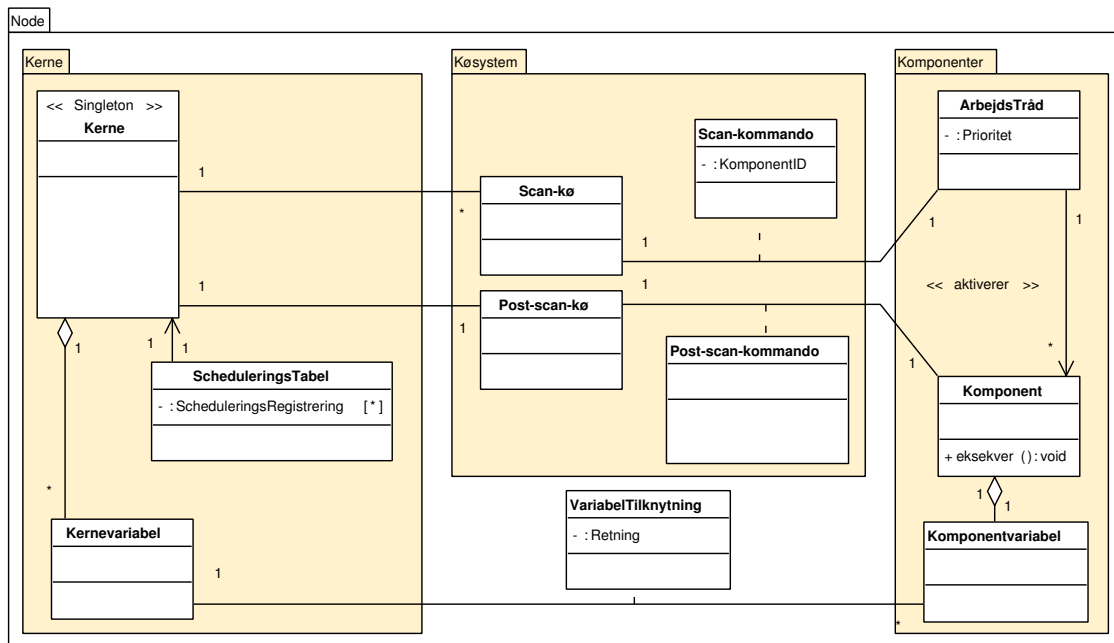 Node
Kerne
Køsystem
Komponenter
<< Singleton >>
Kerne
Scan-kommando
- : KomponentID
ArbejdsTråd
- : Prioritet
1
*
Scan-kø
1
1
1
1
1
Post-scan-kø
1
<< aktiverer >>
*
1
Post-scan-kommando
1
1
1
ScheduleringsTabel
- : ScheduleringsRegistrering [*]
Komponent
+ eksekver () : void
*
1
1
Kernevariabel
VariabelTilknytning
- : Retning
Komponentvariabel
1
*